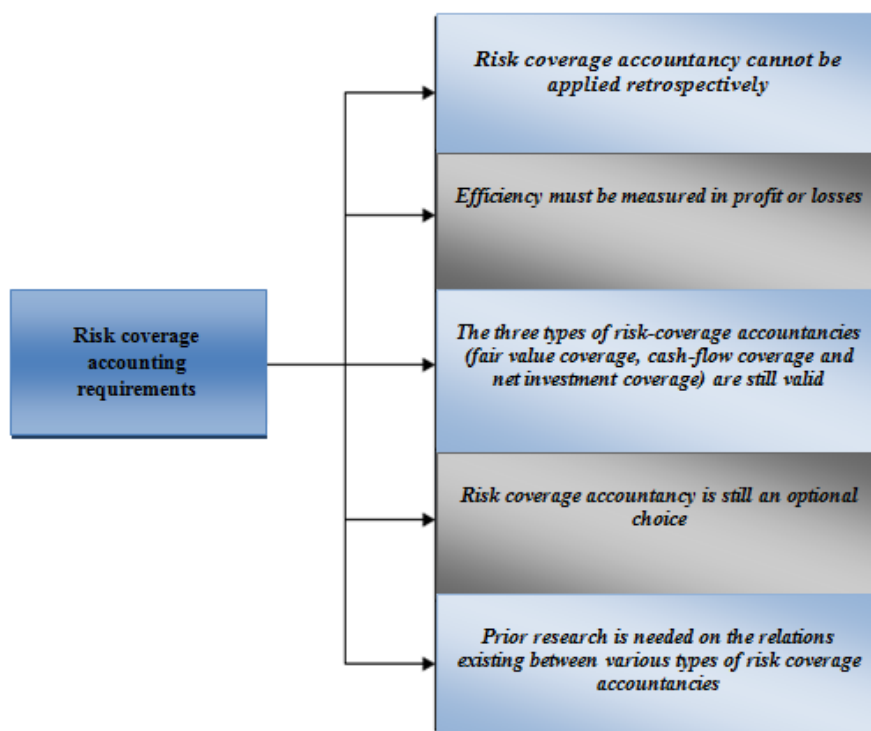 Risk coverage accountancy cannot be
applied retrospectively
Efficiency must be measured in profit or losses
Risk coverage
accounting
requirements
The three types of risk-coverage accountancies
(fair value coverage, cash-flow coverage and
net investment coverage) are still valid
Risk coverage accountancy is still an optional
choice
Prior research is needed on the relations
existing between various types of risk coverage
accountancies